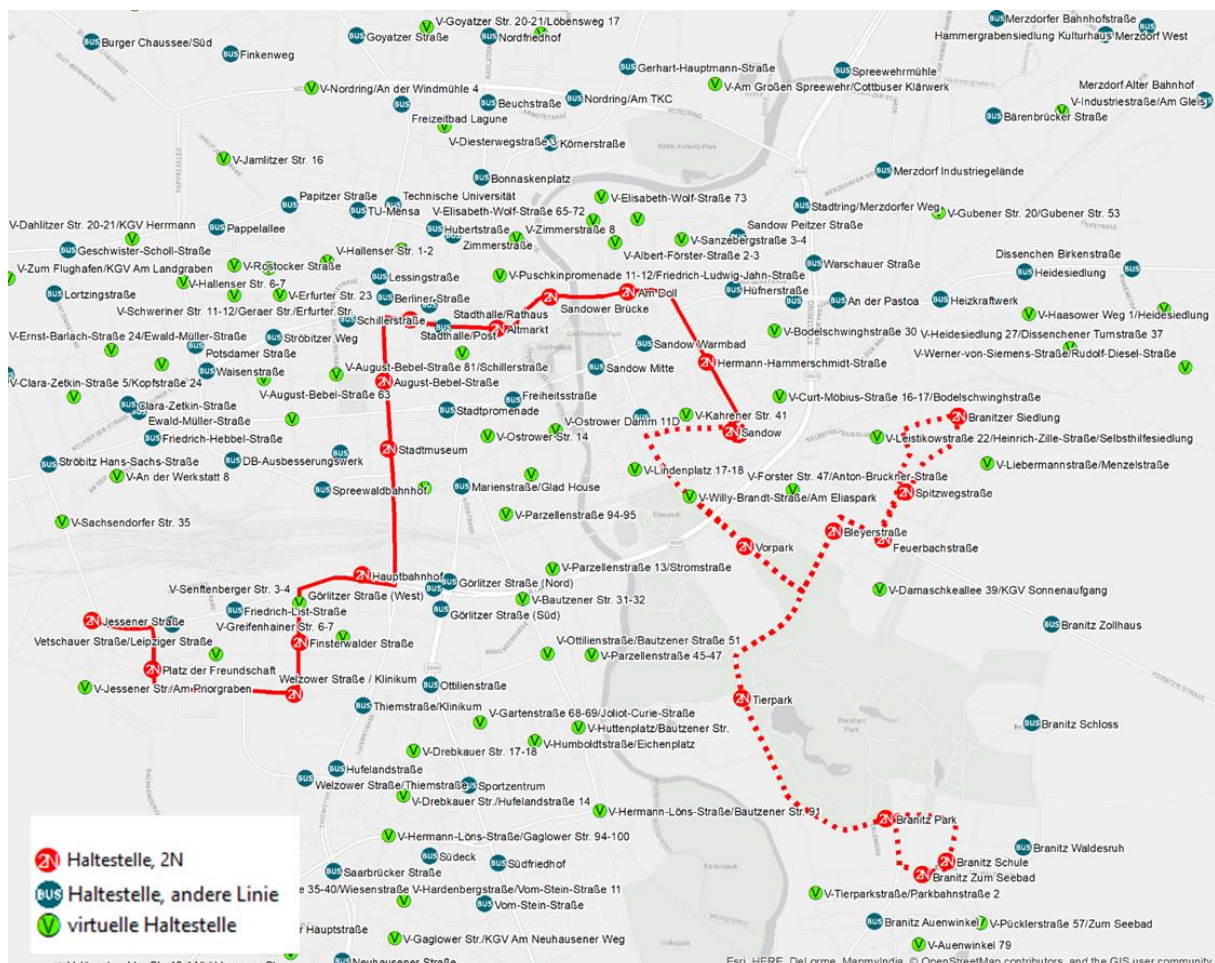 V-Goyatzer Str. 20-21/Löbensweg 17
Merzdorfer Bahnhofstraße
Burger Chaussee/Süd
Goyatzer Straße
Nordfriedhof
Hammergrabensiedlung Kulturhaus
Merzdorf West
Finkenweg
Gerhart-Hauptmann-Straße
Spreewehrmühle
V-Nordring/An der Windmühle 4
V-Am Großen Spreewehr/Cottbuser Klärwerk
Merzdorf Alter Bahnhof
Beuchstraße
Nordring/Am TKC
V-Industriestraße/Am Gleis
Freizeitbad Lagune
Bärenbrücker Straße
V-Diesterwegstraße 3
Körnerstraße
V-Jamlitzer Str. 16
Bonnaskenplatz
Merzdorf Industriegelände
Papitzer Straße
Technische Universität
V-Elisabeth-Wolf-Straße 73
TU-Mensa
V-Elisabeth-Wolf-Straße 65-72
Stadtring/Merzdorfer Weg
V-Gubener Str. 20/Gubener Str. 53
V-Dahlitzer Str. 20-21/KGV Herrmann
Pappelallee
Hubertstraße
V-Zimmerstraße 8
Sandow Peitzer Straße
Geschwister-Scholl-Straße
V-Hallenser Str. 1-2
Zimmerstraße
V-Sanzebergstraße 3-4
V-Albert-Förster-Straße 2-3
Warschauer Straße
Dissenchen Birkenstraße
V-Zum Flughafen/KGV Am Landgraben
V-Rostocker Straße
Lessingstraße
V-Puschkinpromenade 11-12/Friedrich-Ludwig-Jahn-Straße
Heidesiedlung
V-Hallenser Str. 6-7
Lortzingstraße
V-Erfurter Str. 23
Berliner Straße
Am Doll
Hüfnerstraße
An der Pastoa
Heizkraftwerk
V-Schweriner Str. 11-12/Geraer Str./Erfurter Str.
Schillerstraße
Stadthalle/Rathaus
Sandower Brücke
V-Haasower Weg 1/Heidesiedlung
Altmarkt
V-Ernst-Barlach-Straße 24/Ewald-Müller-Straße
Ströbitzer Weg
Stadthalle/Post
Sandow Warmbad
V-Bodelschwinghstraße 30
V-Heidesiedlung 27/Dissenchener Turnstraße 37
Potsdamer Straße
Hermann-Hammerschmidt-Straße
V-Werner-von-Siemens-Straße/Rudolf-Diesel-Straße
Waisenstraße
V-August-Bebel-Straße 81/Schillerstraße
Sandow Mitte
V-Clara-Zetkin-Straße 5/Kopfstraße 24
August-Bebel-Straße
V-August-Bebel-Straße 63
Freiheitsstraße
V-Curt-Möbius-Straße 16-17/Bodelschwinghstraße
Clara-Zetkin-Straße
Stadtpromenade
V-Ostrower Damm 11D
V-Kahrener Str. 41
Branitzer Siedlung
Ewald-Müller-Straße
Friedrich-Hebbel-Straße
V-Ostrower Str. 14
Sandow
V-Leistikowstraße 22/Heinrich-Zille-Straße/Selbsthilfesiedlung
Stadtmuseum
Ströbitz Hans-Sachs-Straße
DB-Ausbesserungswerk
V-Lindenplatz 17-18
V-Liebermannstraße/Menzelstraße
V-An der Werkstatt 8
V-Forster Str. 47/Anton-Bruckner-Straße
Spreewaldbahnhof
Marienstraße/Glad House
V-Willy-Brandt-Straße/Am Eliaspark
Spitzwegstraße
V-Sachsendorfer Str. 35
V-Parzellenstraße 94-95
Bleyerstraße
Vorpark
Feuerbachstraße
V-Parzellenstraße 13/Stromstraße
Hauptbahnhof
Görlitzer Straße (Nord)
V-Senftenberger Str. 3-4
Görlitzer Straße (West)
V-Damaschkeallee 39/KGV Sonnenaufgang
V-Bautzener Str. 31-32
Friedrich-List-Straße
Görlitzer Straße (Süd)
Jessener Straße
V-Greifenhainer Str. 6-7
Branitz Zollhaus
Vetschauer Straße/Leipziger Straße
Finsterwalder Straße
V-Ottilienstraße/Bautzener Straße 51
V-Parzellenstraße 45-47
Platz der Freundschaft
Welzower Straße / Klinikum
Ottilienstraße
V-Jessener Str./Am Priorgraben
Tierpark
Thiemstraße/Klinikum
V-Gartenstraße 68-69/Joliot-Curie-Straße
Branitz Schloss
V-Huttenplatz/Bautzener Str.
V-Drebkauer Str. 17-18
V-Humboldtstraße/Eichenplatz
Hufelandstraße
Welzower Straße/Thiemstraße
Sportzentrum
V-Drebkauer Str./Hufelandstraße 14
V-Hermann-Löns-Straße/Bautzener Str. 91
Branitz Park
V-Hermann-Löns-Straße/Gaglower Str. 94-100
Branitz Waldesruh
Südeck
Südfriedhof
Branitz Schule
Saarbrücker Straße
Branitz Zum Seebad
35-40/Wiesenstraße
V-Hardenbergstraße/Vom-Stein-Straße 11
V-Tierparkstraße/Parkbahnstraße 2
Vom-Stein-Straße
Branitz Auenwinkel
V-Pücklerstraße 57/Zum Seebad
Hauptstraße
V-Gaglower Str./KGV Am Neuhausener Weg
V-Auenwinkel 79
Neuhausener Straße
2N Haltestelle, 2N
BUS Haltestelle, andere Linie
V virtuelle Haltestelle
Esri, HERE, DeLorme, MapmyIndia, © OpenStreetMap contributors, and the GIS user community